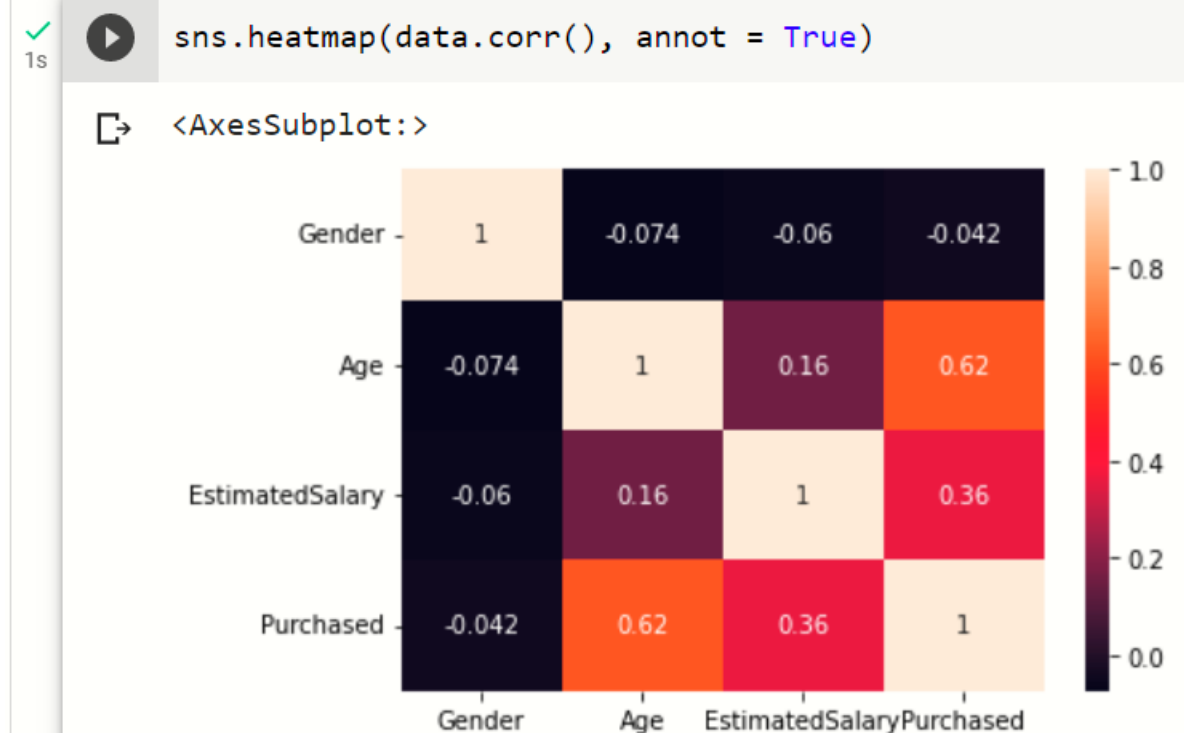 sns.heatmap(data.corr(), annot = True)
1s
<AxesSubplot:>
1.0
Gender 1 -0.074 -0.06 -0.042
0.8
Age -0.074 1 0.16 0.62
0.6
0.4
EstimatedSalary -0.06 0.16 1 0.36
0.2
Purchased -0.042 0.62 0.36 1
0.0
Gender Age EstimatedSalary Purchased